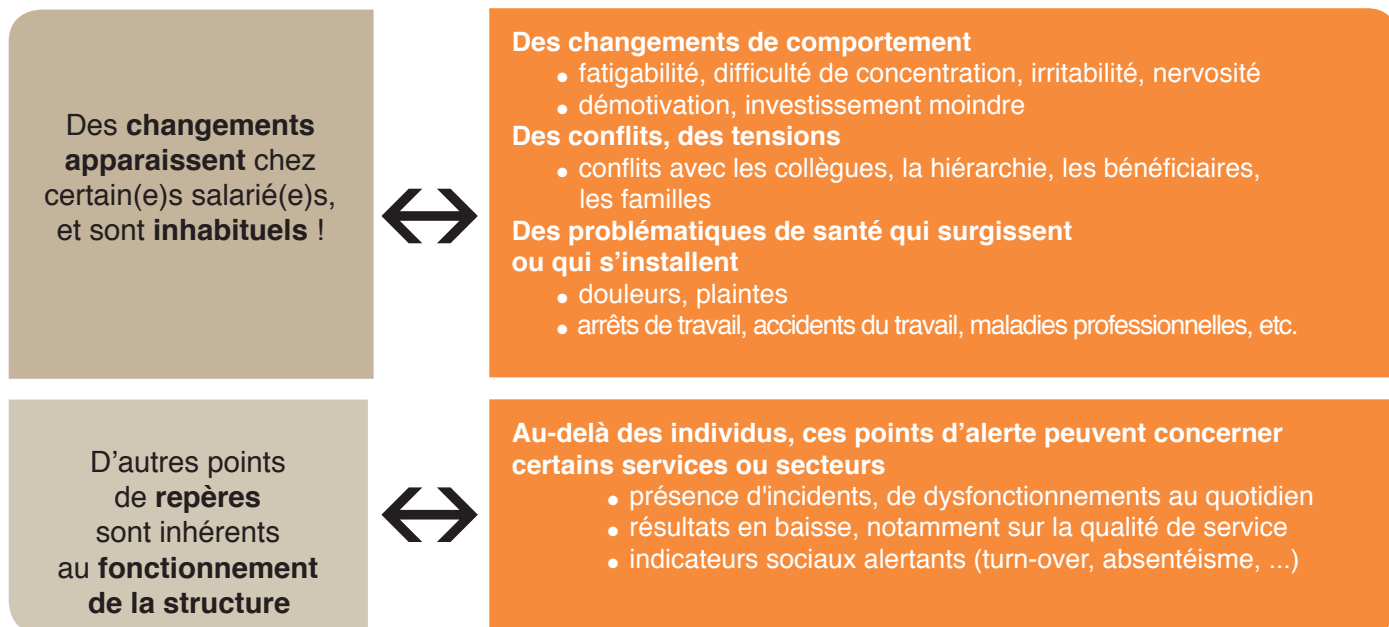 Des changements
apparaissent chez
certain(e)s salarié(e)s,
et sont inhabituels !
Des changements de comportement
• fatigabilité, difficulté de concentration, irritabilité, nervosité
• démotivation, investissement moindre
Des conflits, des tensions
• conflits avec les collègues, la hiérarchie, les bénéficiaires,
les familles
Des problématiques de santé qui surgissent
ou qui s’installent
• douleurs, plaintes
• arrêts de travail, accidents du travail, maladies professionnelles, etc.
D’autres points
de repères
sont inhérents
au fonctionnement
de la structure
Au-delà des individus, ces points d’alerte peuvent concerner
certains services ou secteurs
• présence d'incidents, de dysfonctionnements au quotidien
• résultats en baisse, notamment sur la qualité de service
• indicateurs sociaux alertants (turn-over, absentéisme, ...)